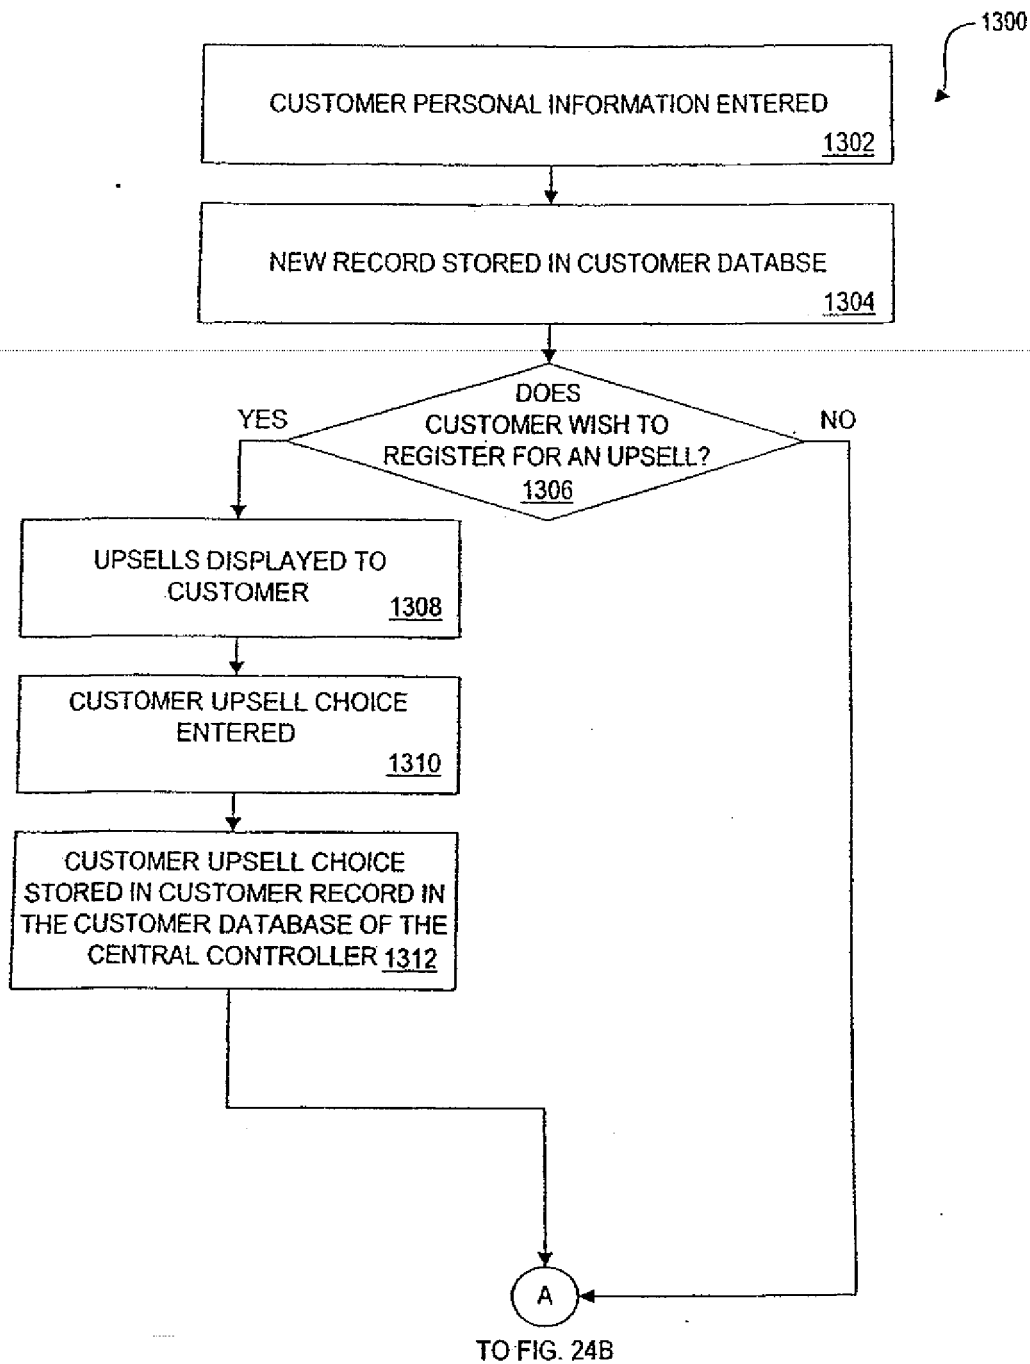 1300
CUSTOMER PERSONAL INFORMATION ENTERED
1302
NEW RECORD STORED IN CUSTOMER DATABSE
1304
DOES
CUSTOMER WISH TO
REGISTER FOR AN UPSELL?
1306
YES
NO
UPSELLS DISPLAYED TO
CUSTOMER
1308
CUSTOMER UPSELL CHOICE
ENTERED
1310
CUSTOMER UPSELL CHOICE
STORED IN CUSTOMER RECORD IN
THE CUSTOMER DATABASE OF THE
CENTRAL CONTROLLER 1312
A
TO FIG. 24B